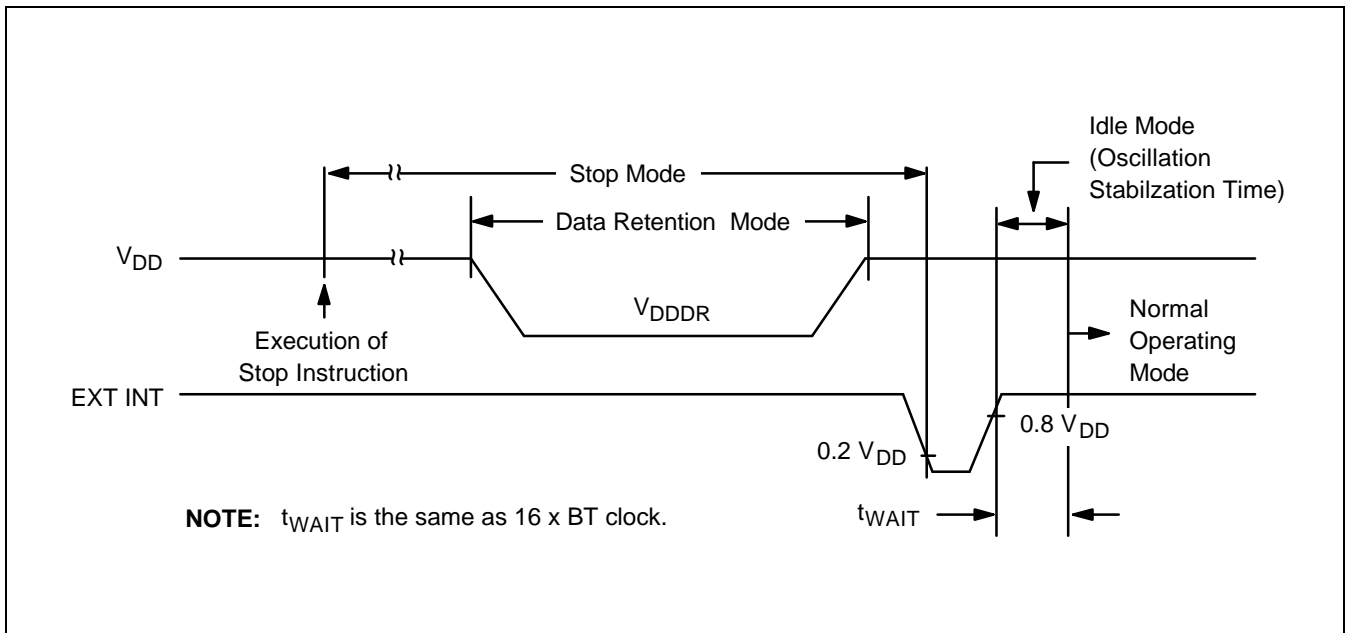 Idle Mode
(Oscillation
Stabilzation Time)
Stop Mode
Data Retention Mode
VDD
VDDDR
Execution of
Stop Instruction
Normal
Operating
Mode
EXT INT
0.2 VDD
0.8 VDD
NOTE: tWAIT is the same as 16 x BT clock.
tWAIT